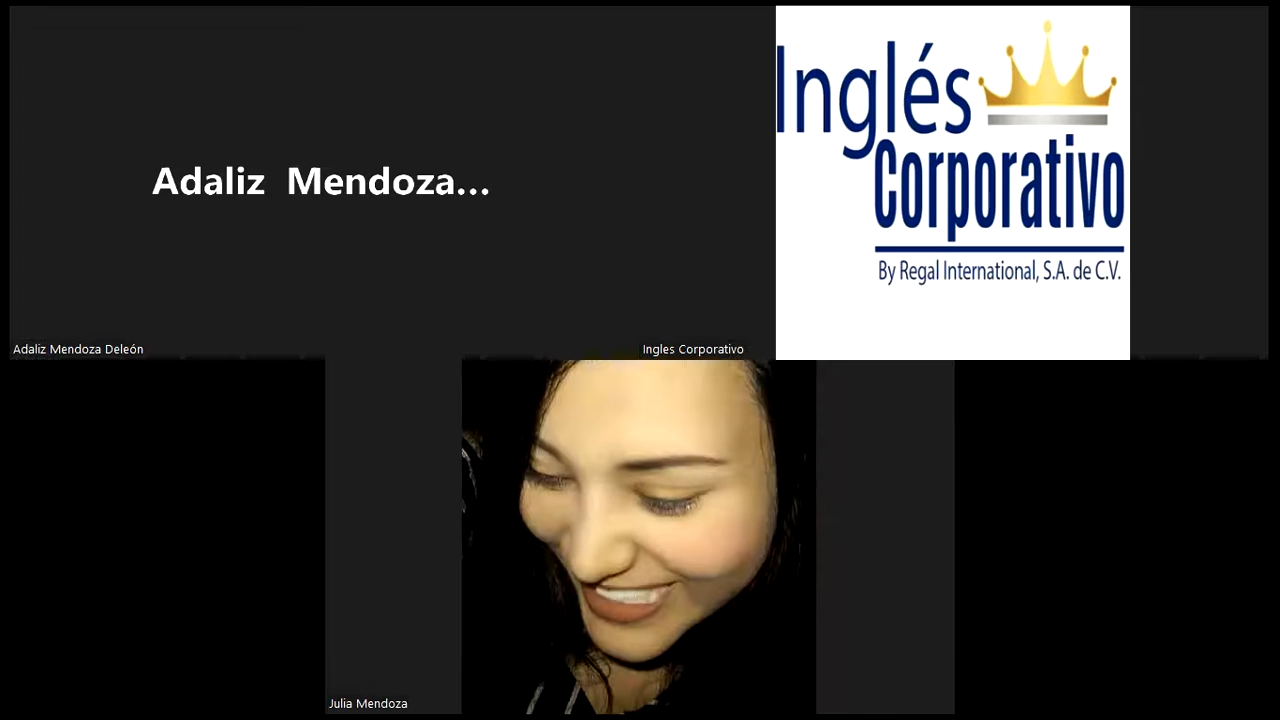 Adaliz Mendoza...
Adaliz Mendoza Deleón
Inglés
Corporativo
By Regal International, S.A. de C.V.
Ingles Corporativo
Julia Mendoza